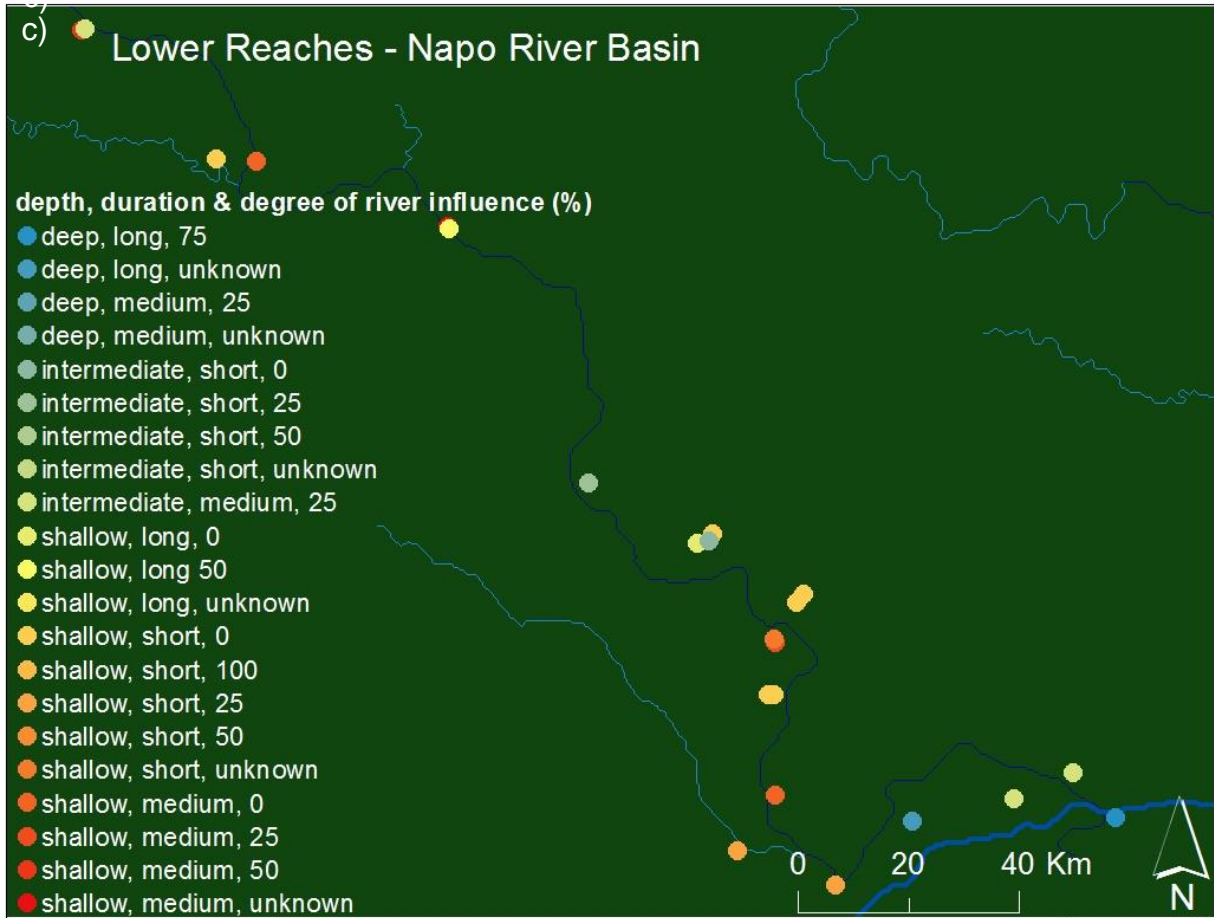 c)
Lower Reaches - Napo River Basin
depth, duration & degree of river influence (%)
deep, long, 75
deep, long, unknown
deep, medium, 25
deep, medium, unknown
intermediate, short, 0
intermediate, short, 25
intermediate, short, 50
intermediate, short, unknown
intermediate, medium, 25
shallow, long, 0
shallow, long 50
shallow, long, unknown
shallow, short, 0
shallow, short, 100
shallow, short, 25
shallow, short, 50
shallow, short, unknown
shallow, medium, 0
shallow, medium, 25
shallow, medium, 50
shallow, medium, unknown
0 20 40 Km
N